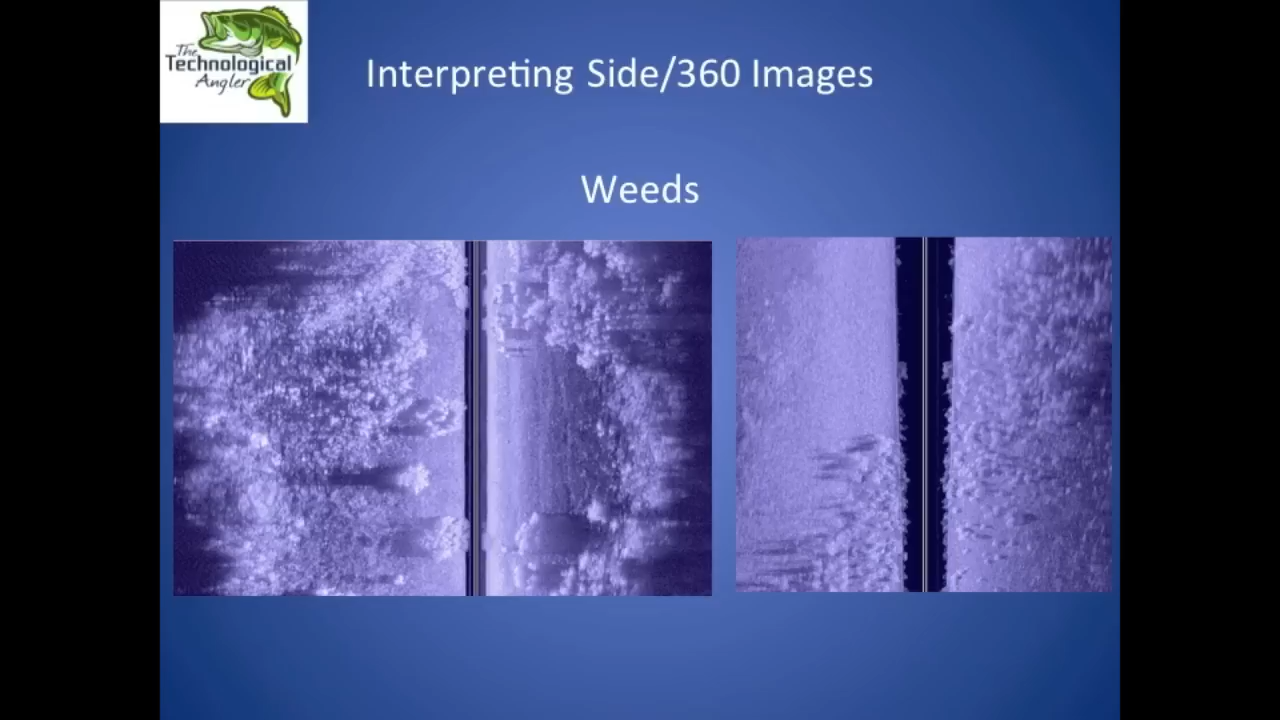 The
Technological
Angler
Interpreting Side/360 Images
Weeds